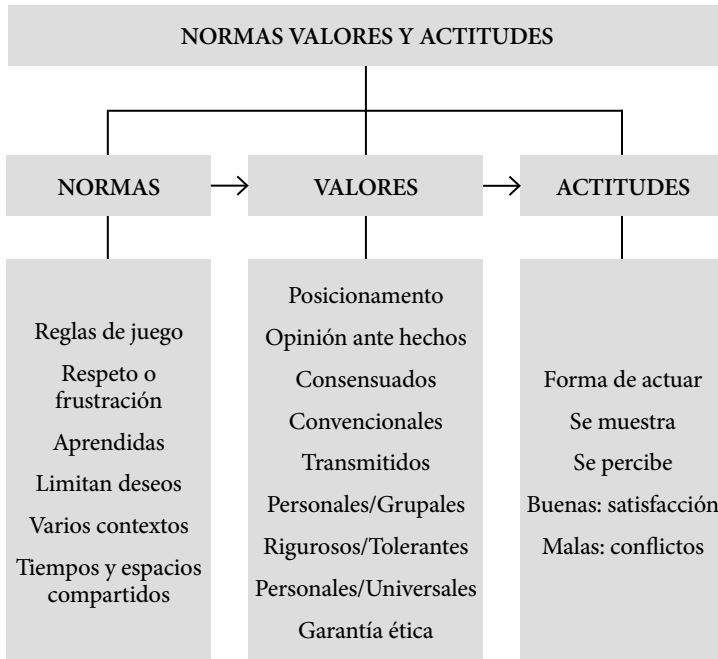 NORMAS VALORES Y ACTITUDES
NORMAS
VALORES
ACTITUDES
Reglas de juego
Respeto o
frustración
Aprendidas
Limitan deseos
Varios contextos
Tiempos y espacios
compartidos
Posicionamento
Opinión ante hechos
Consensuados
Convencionales
Transmitidos
Personales/Grupales
Rigurosos/Tolerantes
Personales/Universales
Garantía ética
Forma de actuar
Se muestra
Se percibe
Buenas: satisfacción
Malas: conflictos